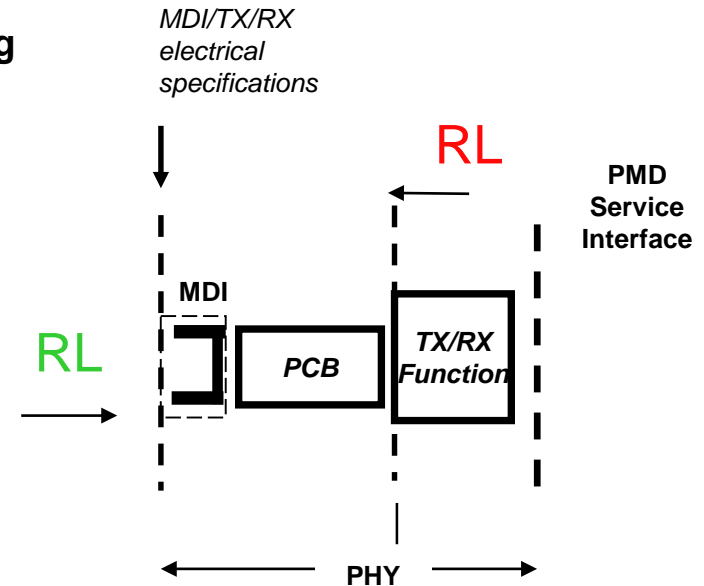 g
MDI/TX/RX
electrical
specifications
RL
PMD
Service
Interface
MDI
RL
PCB
TX/RX
Function
PHY